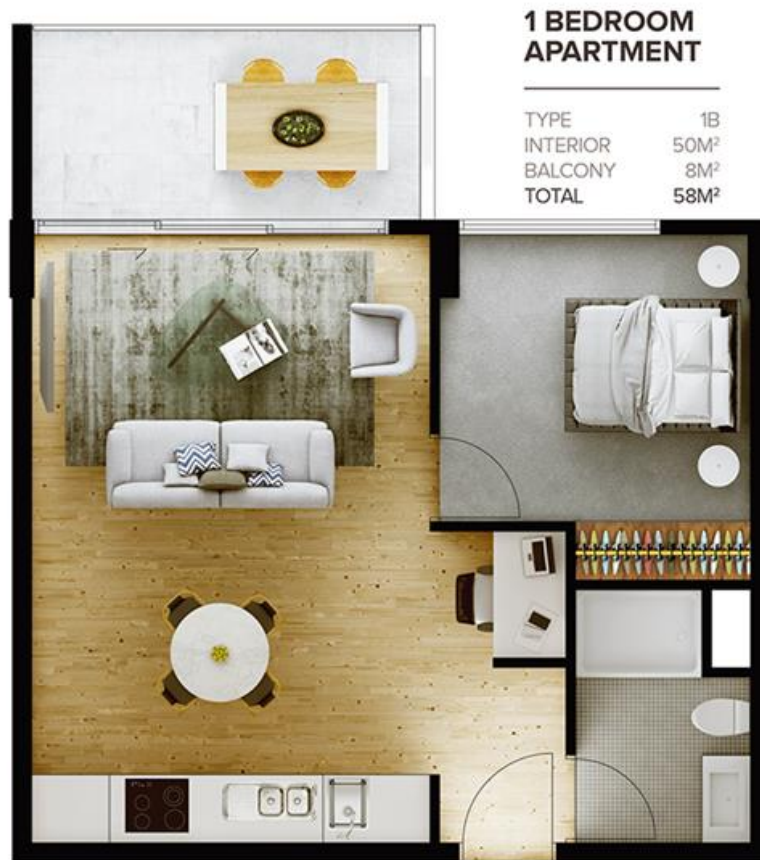 1 BEDROOM
APARTMENT
TYPE 1B
INTERIOR 50M²
BALCONY 8M²
TOTAL 58M²